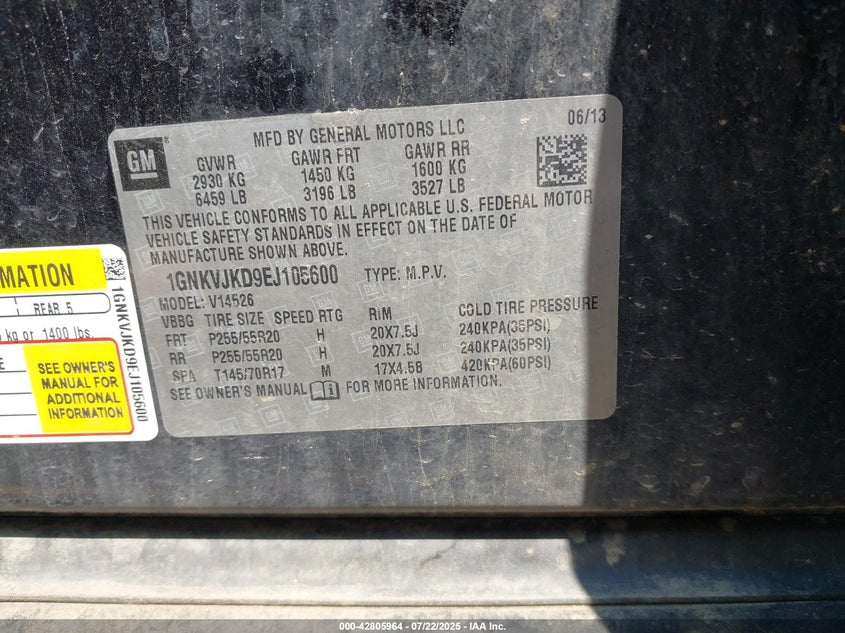 GM
®
MFD BY GENERAL MOTORS LLC
06/13
GVWR GAWR FRT GAWR RR
2930 KG 1450 KG 1600 KG
6459 LB 3196 LB 3527 LB
THIS VEHICLE CONFORMS TO ALL APPLICABLE U.S. FEDERAL MOTOR
VEHICLE SAFETY STANDARDS IN EFFECT ON THE DATE OF
MANUFACTURE SHOWN ABOVE.
1GNKVJKD9EJ105600 TYPE: M.P.V.
MODEL: V14526
VBBG TIRE SIZE SPEED RTG RIM COLD TIRE PRESSURE
FRT P255/55R20 H 20X7.5J 240KPA(35PSI)
RR P255/55R20 H 20X7.5J 240KPA(35PSI)
SPA T145/70R17 M 17X4.5B 420KPA(60PSI)
SEE OWNER'S MANUAL FOR MORE INFORMATION.
REAR 5
kg or 1400 lbs.
SEE OWNER'S
MANUAL FOR
ADDITIONAL
INFORMATION
1GNKVJKD9EJ105600
000-42805964 - 07/22/2025 - IAA Inc.